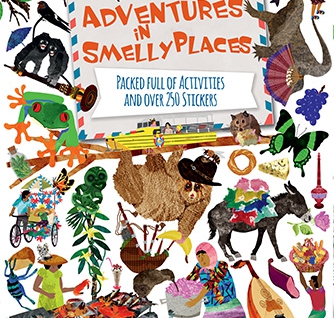 ADVENTURES
IN
SMELLY PLACES
PACKED FULL OF ACTIVITIES
AND OVER 250 STICKERS